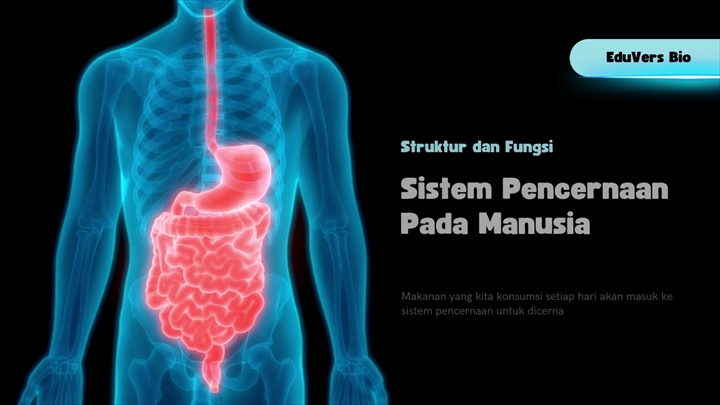 EduVers Bio
Struktur dan Fungsi
Sistem Pencernaan
Pada Manusia
Makanan yang kita konsumsi setiap hari akan masuk ke
sistem pencernaan untuk dicerna